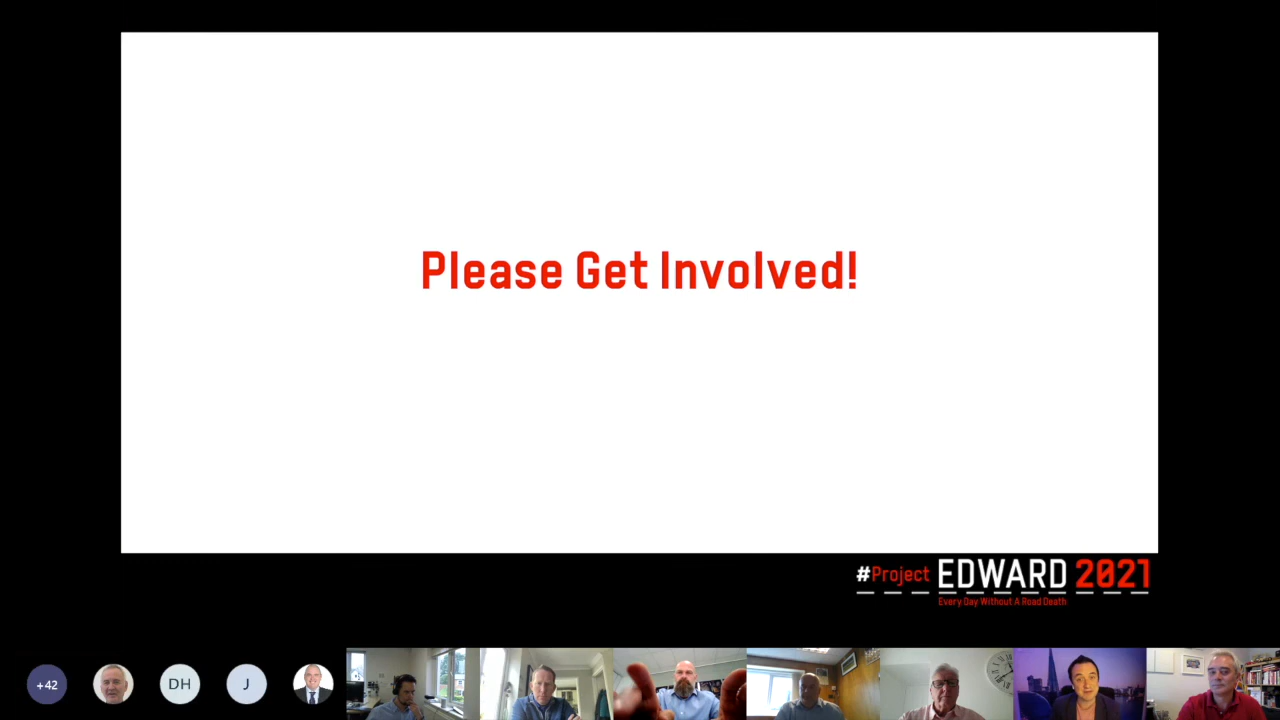 Please Get Involved!
#Project EDWARD 2021
Every Day Without A Road Death
+42
DH
J